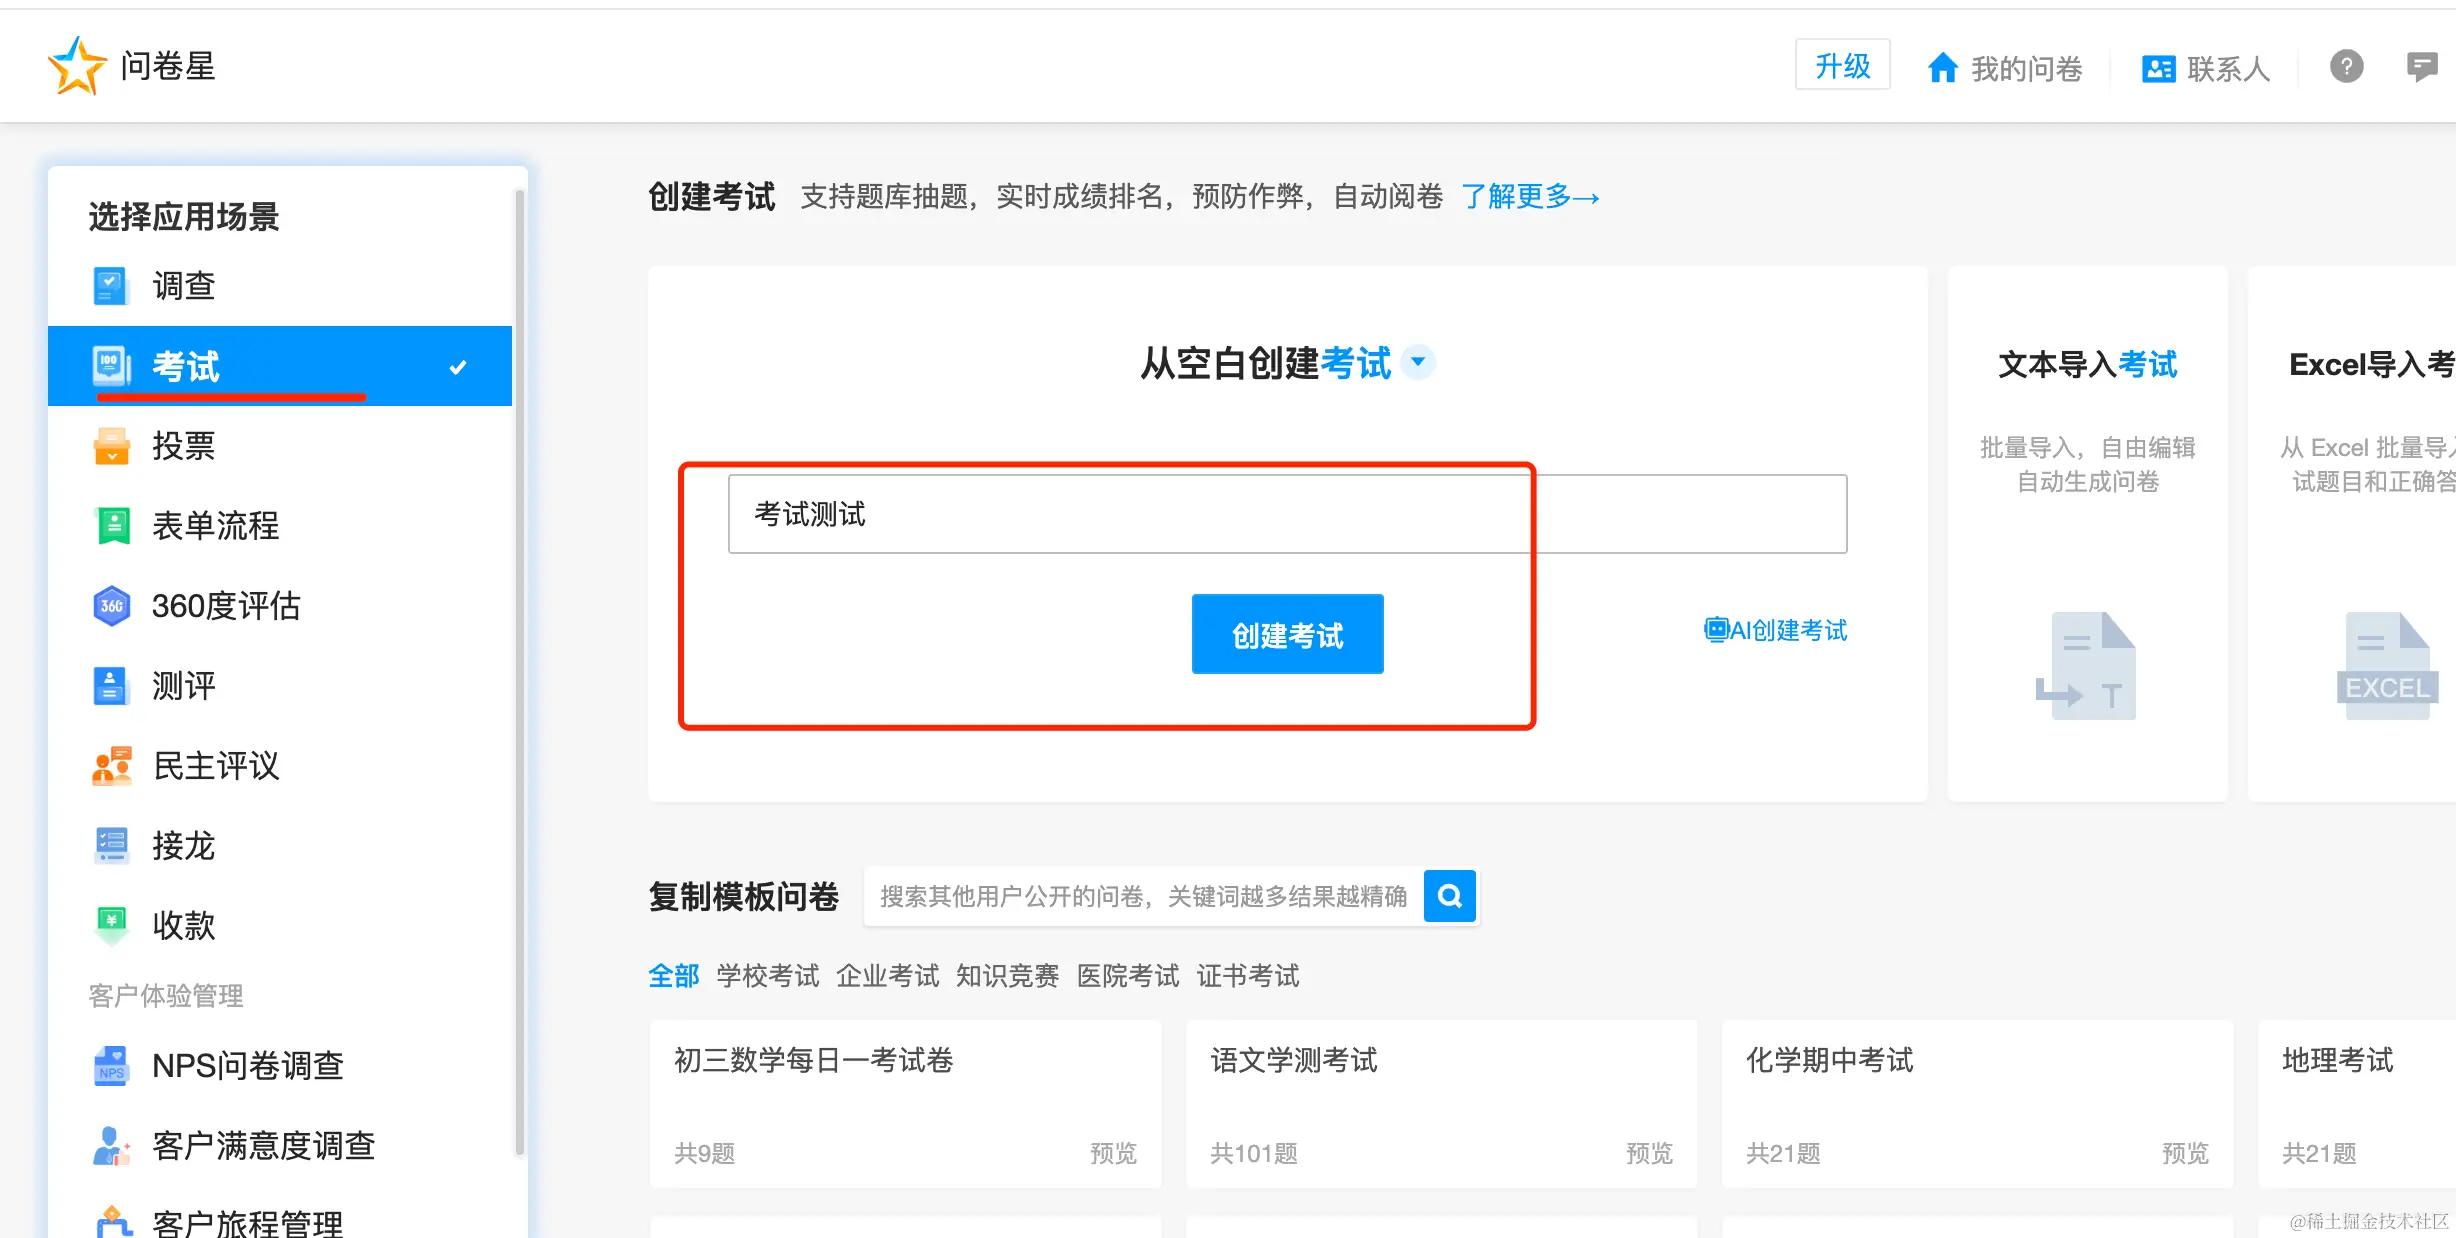 问卷星
升级
我的问卷
联系人
选择应用场景
调查
考试
投票
表单流程
360度评估
测评
民主评议
接龙
收款
客户体验管理
NPS问卷调查
客户满意度调查
客户旅程管理
创建考试 支持题库抽题，实时成绩排名，预防作弊，自动阅卷 了解更多→
从空白创建考试
考试测试
创建考试
AI创建考试
文本导入考试
批量导入，自由编辑
自动生成问卷
T
Excel导入考
从 Excel 批量导入
试题目和正确答
EXCEL
复制模板问卷
搜索其他用户公开的问卷，关键词越多结果越精确
全部 学校考试 企业考试 知识竞赛 医院考试 证书考试
初三数学每日一考试卷
共9题 预览
语文学测考试
共101题 预览
化学期中考试
共21题 预览
地理考试
共21题
@稀土掘金技术社区